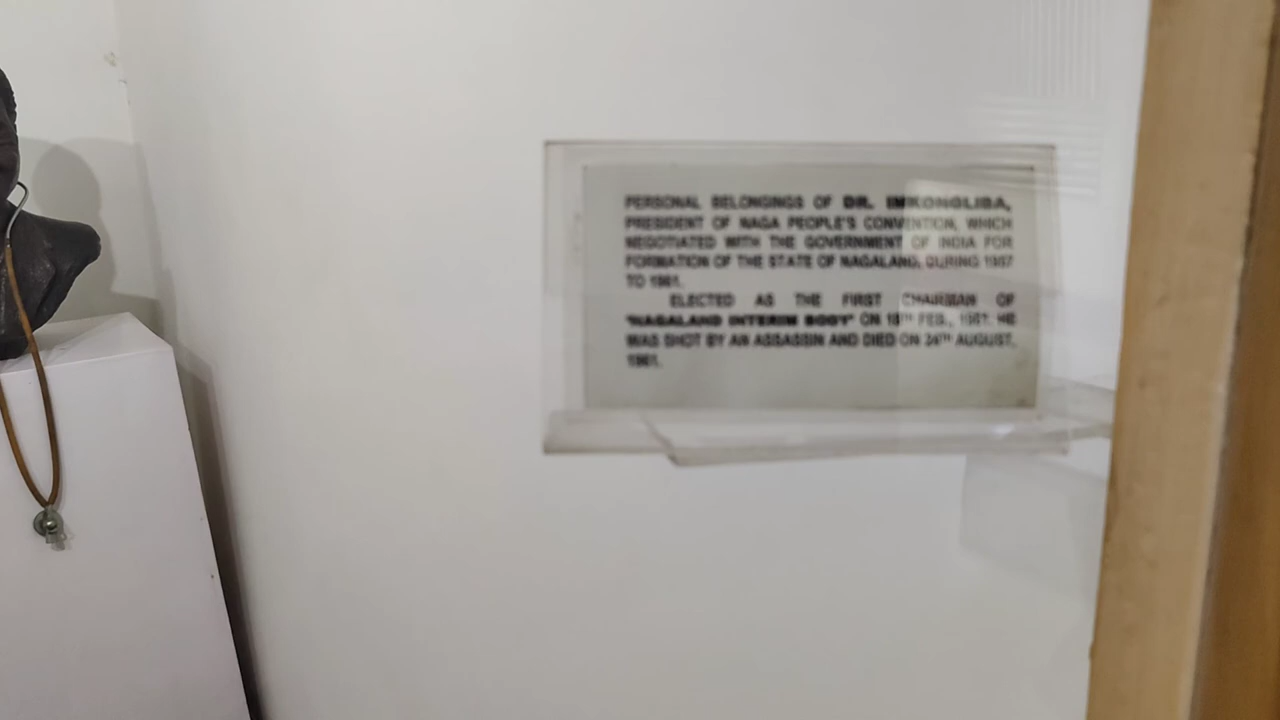 PERSONAL BELONGINGS OF DR. IMKONGLIBA,
PRESIDENT OF NAGA PEOPLE'S CONVENTION, WHICH
NEGOTIATED WITH THE GOVERNMENT OF INDIA FOR
FORMATION OF THE STATE OF NAGALAND, DURING 1957
TO 1961.
ELECTED AS THE FIRST CHAIRMAN OF
"NAGALAND INTERIM BODY" ON 18TH FEB., 1961. HE
WAS SHOT BY AN ASSASSIN AND DIED ON 24TH AUGUST,
1961.